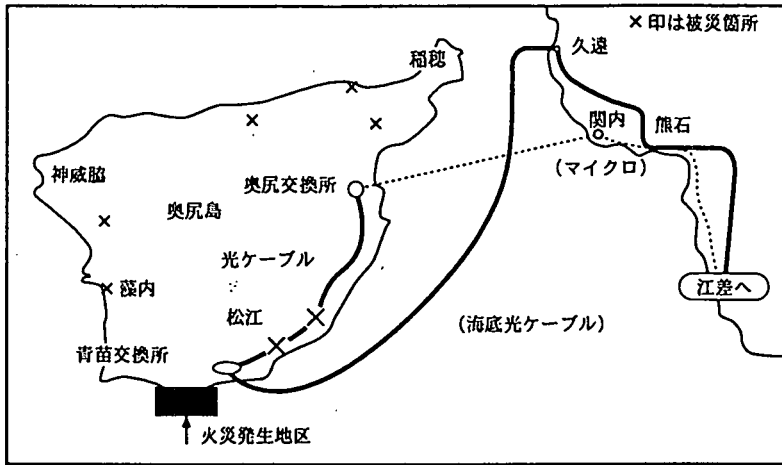 ×印は被災箇所
稲穂
久遠
関内
熊石
(マイクロ)
神威脇
奥尻交換所
奥尻島
光ケーブル
江差へ
藻内
松江
(海底光ケーブル)
青苗交換所
火災発生地区